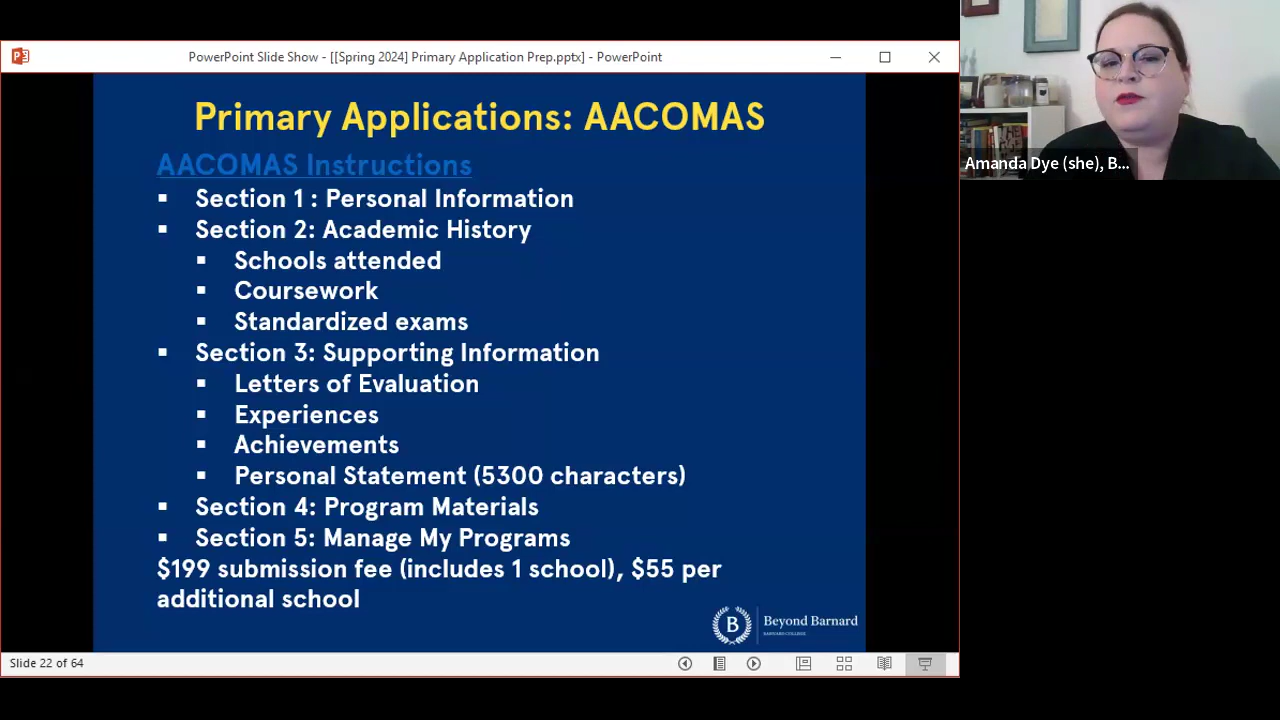 PowerPoint Slide Show - [[Spring 2024] Primary Application Prep.pptx] - PowerPoint
Primary Applications: AACOMAS
AACOMAS Instructions
▪ Section 1 : Personal Information
▪ Section 2: Academic History
▪ Schools attended
▪ Coursework
▪ Standardized exams
▪ Section 3: Supporting Information
▪ Letters of Evaluation
▪ Experiences
▪ Achievements
▪ Personal Statement (5300 characters)
▪ Section 4: Program Materials
▪ Section 5: Manage My Programs
$199 submission fee (includes 1 school), $55 per
additional school
B
Beyond Barnard
BARNARD COLLEGE
Slide 22 of 64
Amanda Dye (she), B...